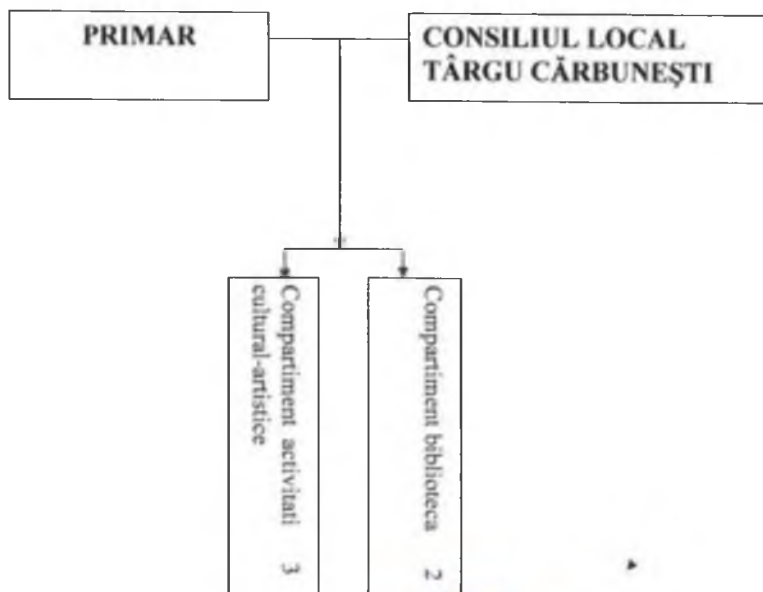 PRIMAR
CONSILIUL LOCAL
TÂRGU CĂRBUNEŞTI
Compartiment activitati 3
cultural-artistice
Compartiment biblioteca 2